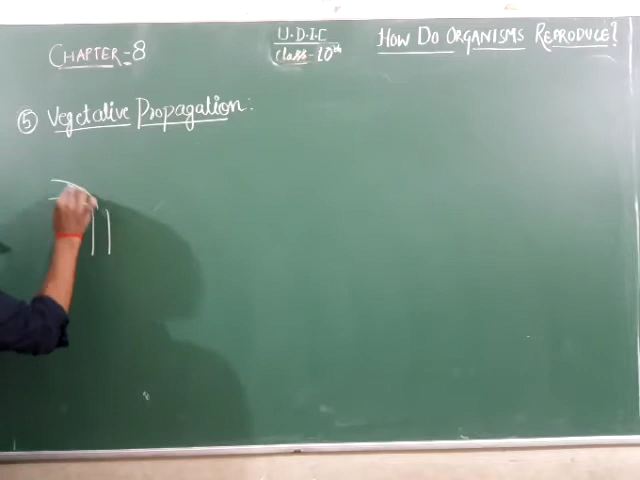 U.D.I.C
CHAPTER-8
Class-10th
HOW DO ORGANISMS REPRODUCE?
⑤ Vegetative Propagation: